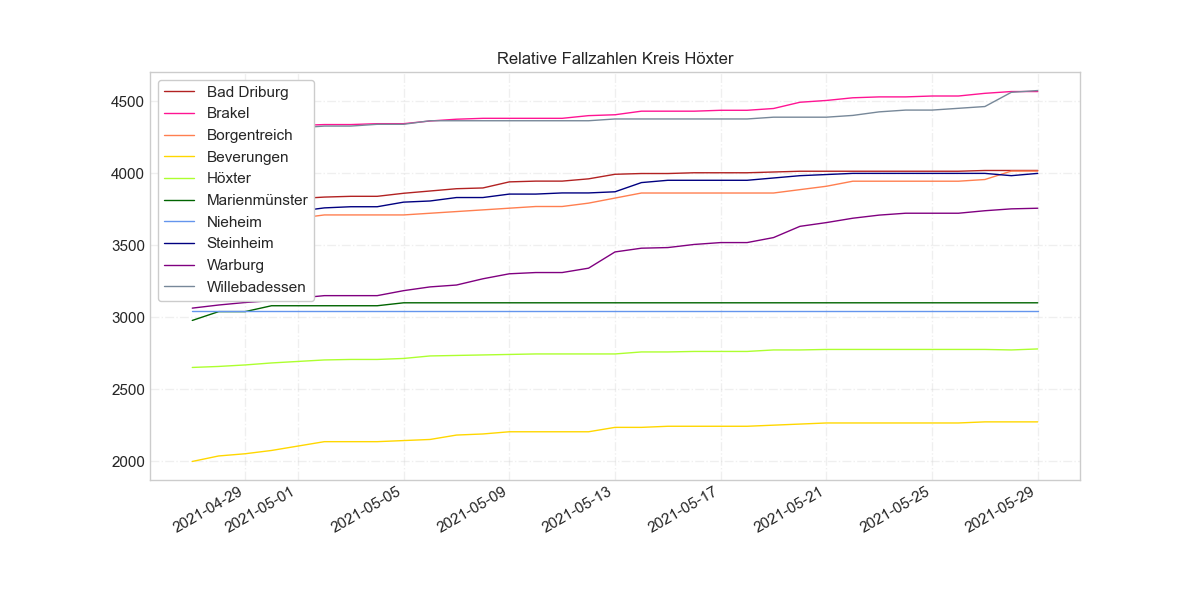 Relative Fallzahlen Kreis Höxter
Bad Driburg
Brakel
Borgentreich
Beverungen
Höxter
Marienmünster
Nieheim
Steinheim
Warburg
Willebadessen
4500
4000
3500
3000
2500
2000
2021-04-29
2021-05-01
2021-05-05
2021-05-09
2021-05-13
2021-05-17
2021-05-21
2021-05-25
2021-05-29